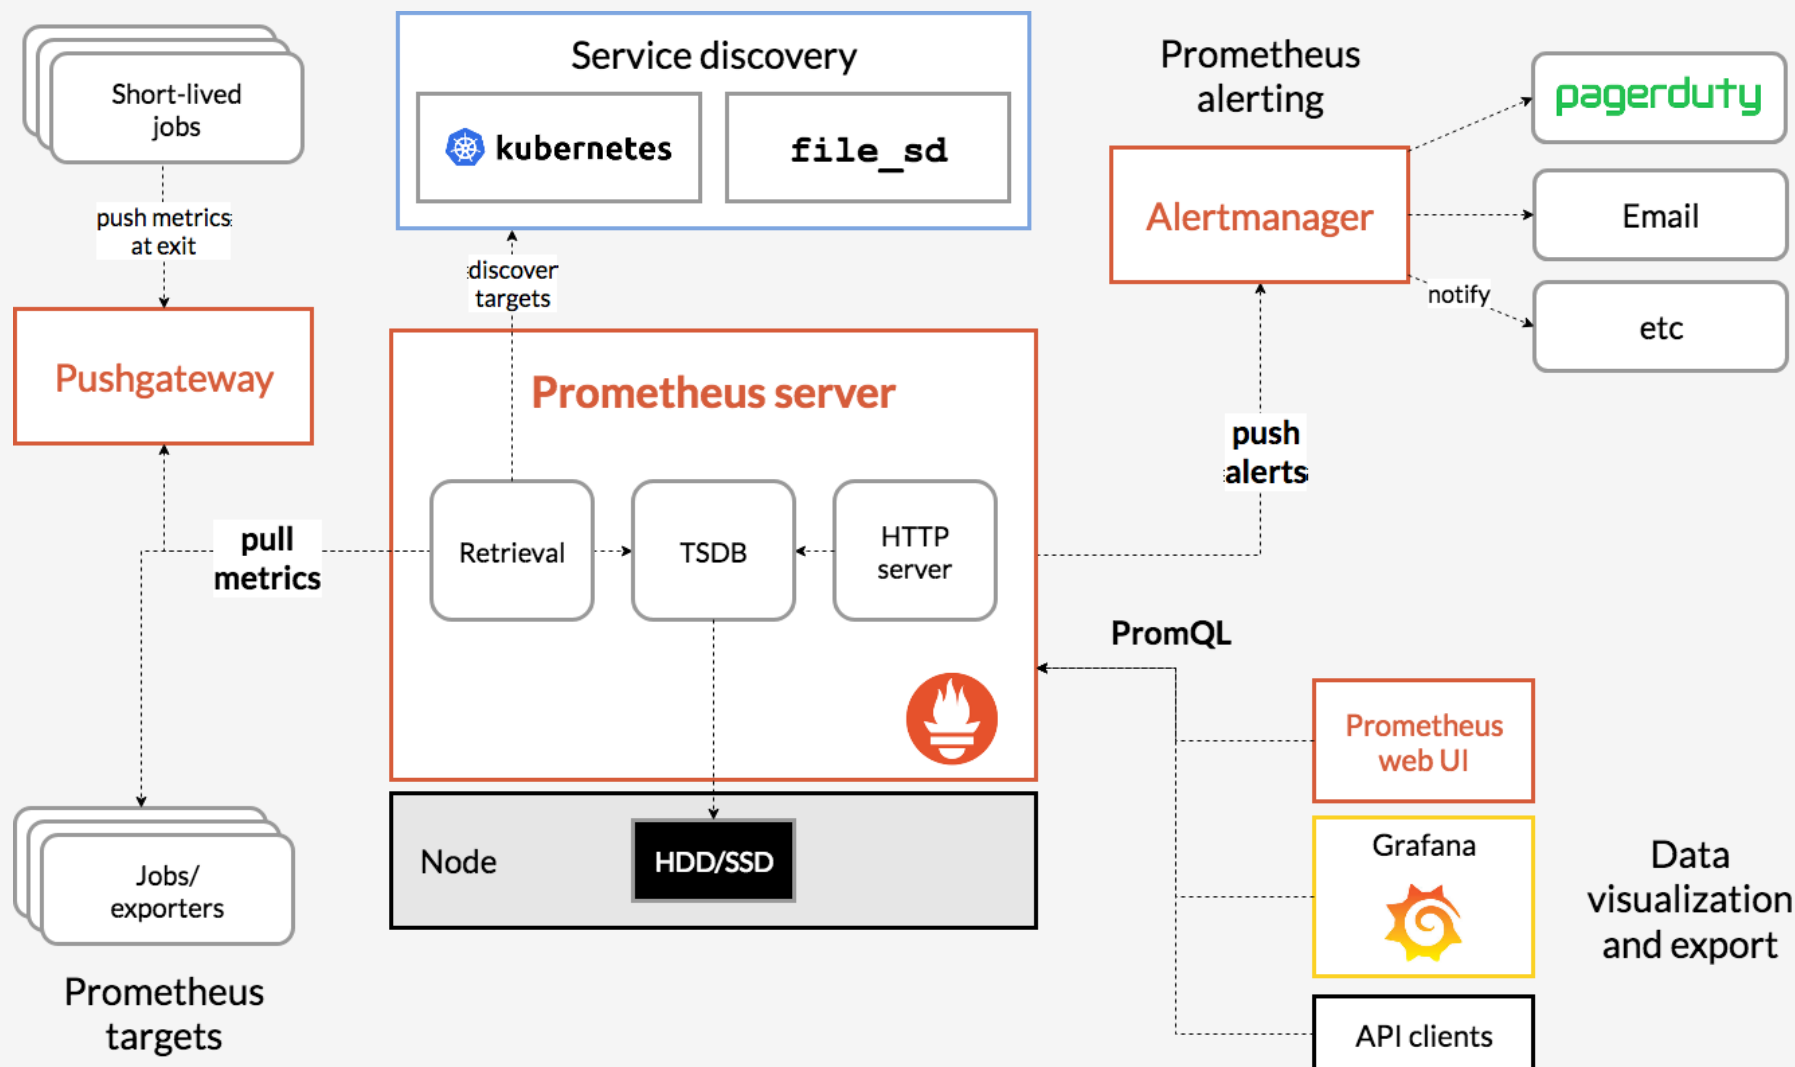 Short-lived
jobs
push metrics
at exit
Pushgateway
pull
metrics
Jobs/
exporters
Prometheus
targets
Service discovery
kubernetes
file_sd
discover
targets
Prometheus server
Retrieval
TSDB
HTTP
server
Node
HDD/SSD
Prometheus
alerting
Alertmanager
pagerduty
Email
notify
etc
push
alerts
PromQL
Prometheus
web UI
Grafana
API clients
Data
visualization
and export